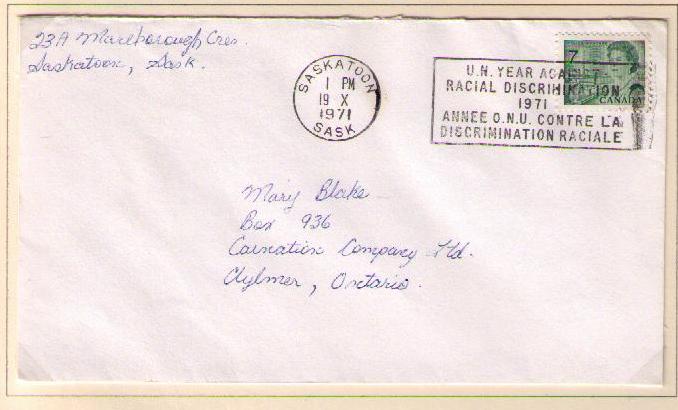 23A Marlborough Cres.
Saskatoon, Sask.
SASKATOON
1 PM
19 X
1971
SASK
U.N. YEAR AGAINST
RACIAL DISCRIMINATION
1971
ANNEE O.N.U. CONTRE LA
DISCRIMINATION RACIALE
7
CANADA
Mary Blake
Box 936
Carnation Company Ltd.
Aylmer, Ontario.